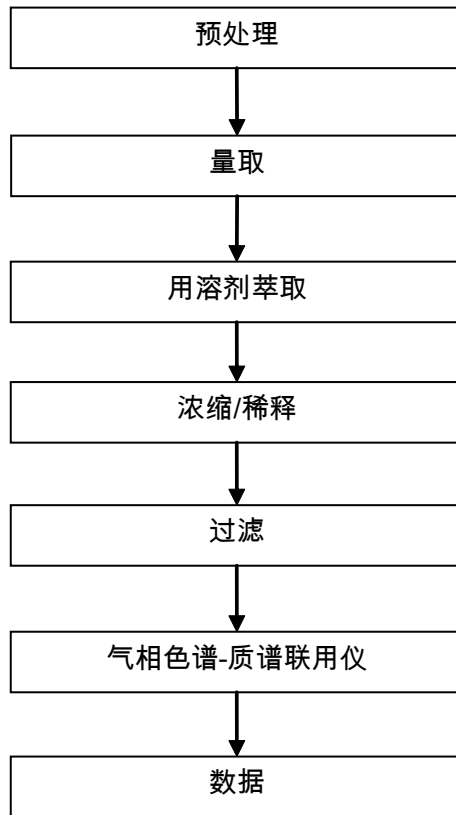 预处理
量取
用溶剂萃取
浓缩/稀释
过滤
气相色谱-质谱联用仪
数据